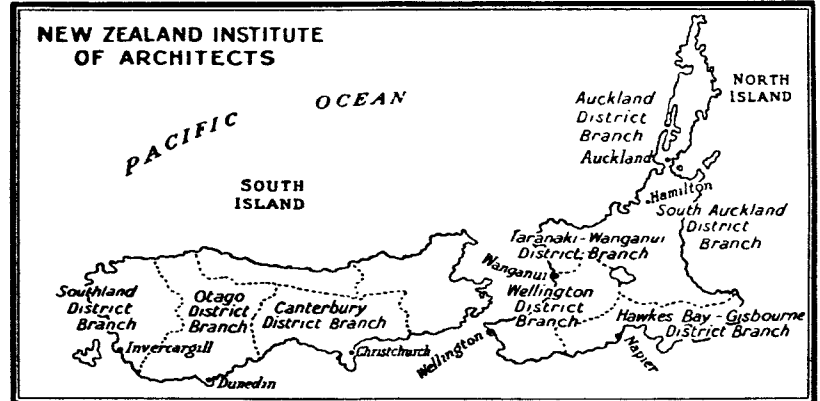 NEW ZEALAND INSTITUTE
OF ARCHITECTS
PACIFIC OCEAN
SOUTH
ISLAND
NORTH
ISLAND
Auckland
District
Branch
Auckland
Hamilton
South Auckland
District
Branch
Taranaki-Wanganui
District Branch
Wanganui
Wellington
District
Branch
Hawkes Bay-Gisbourne
District Branch
Napier
Wellington
Southland
District
Branch
Invercargill
Otago
District
Branch
Dunedin
Canterbury
District Branch
Christchurch